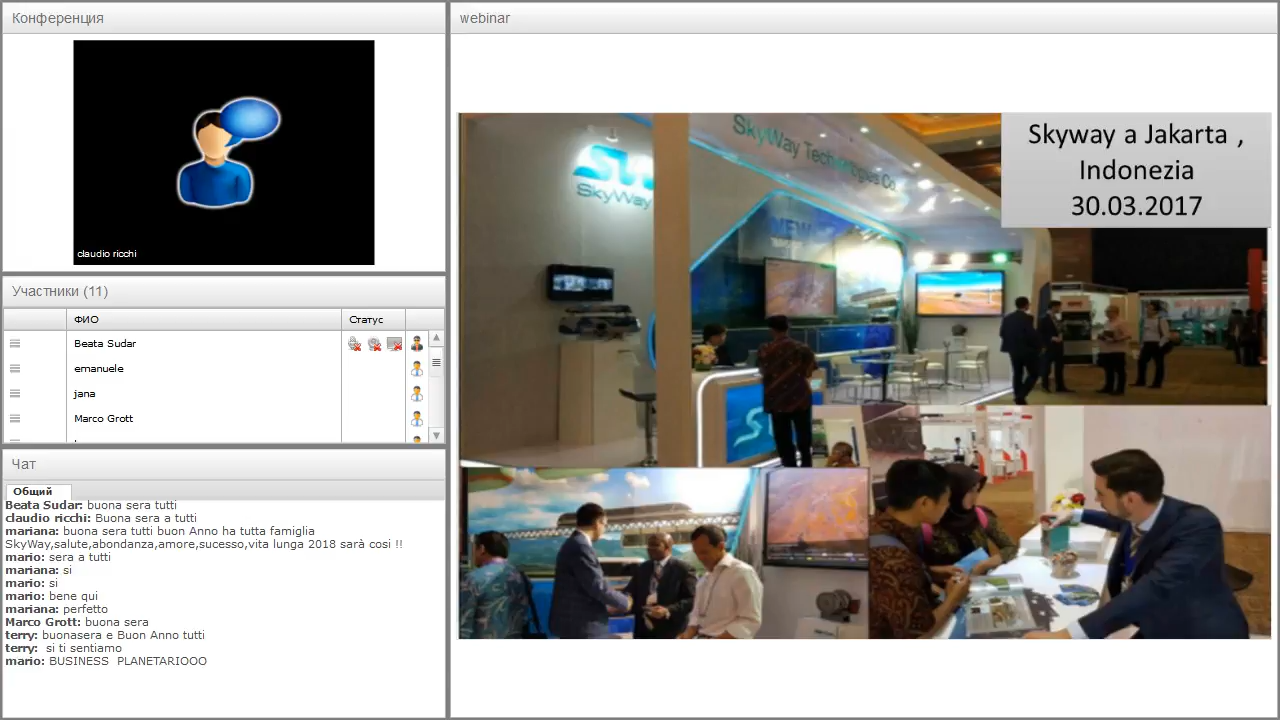 Конференция
claudio ricchi
Участники (11)
ФИО
Статус
Beata Sudar
emanuele
jana
Marco Grott
Чат
Общий
Beata Sudar: buona sera tutti
claudio ricchi: Buona sera a tutti
mariana: buona sera tutti buon Anno ha tutta famiglia
SkyWay,salute,abondanza,amore,sucesso,vita lunga 2018 sarà cosi !!
mario: sera a tutti
mariana: si
mario: si
mario: bene qui
mariana: perfetto
Marco Grott: buona sera
terry: buonasera e Buon Anno tutti
terry: si ti sentiamo
mario: BUSINESS PLANETARIOOO
webinar
SkyWay Technologies Co.
SkyWay
NEW
Skyway a Jakarta ,
Indonezia
30.03.2017